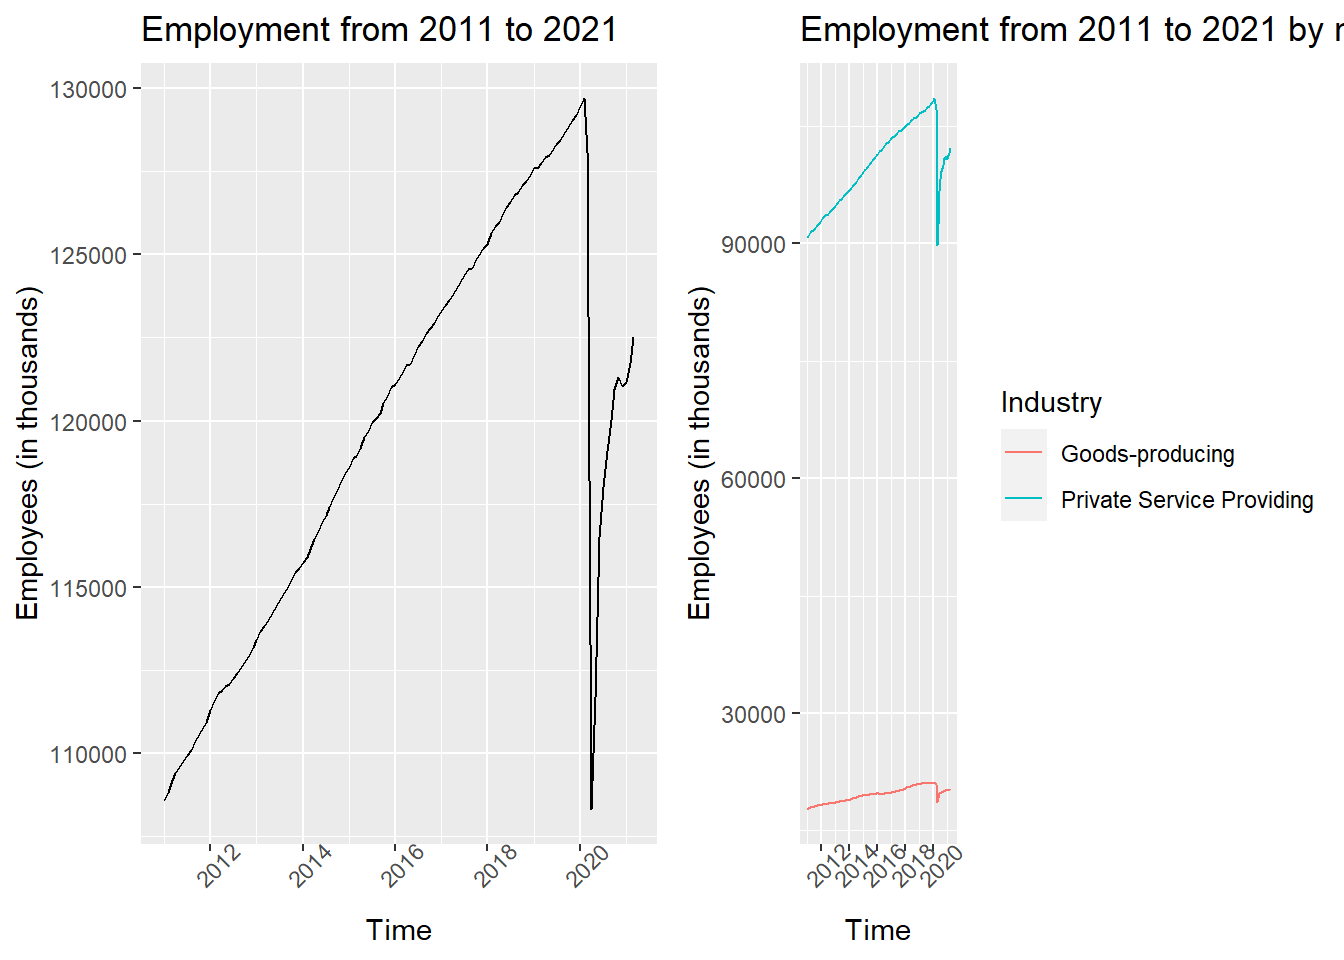 Employment from 2011 to 2021
130000
125000
120000
115000
110000
Employees (in thousands)
2012
2014
2016
2018
2020
Time
Employment from 2011 to 2021 by
90000
60000
30000
Employees (in thousands)
2012
2014
2016
2018
2020
Time
Industry
Goods-producing
Private Service Providing